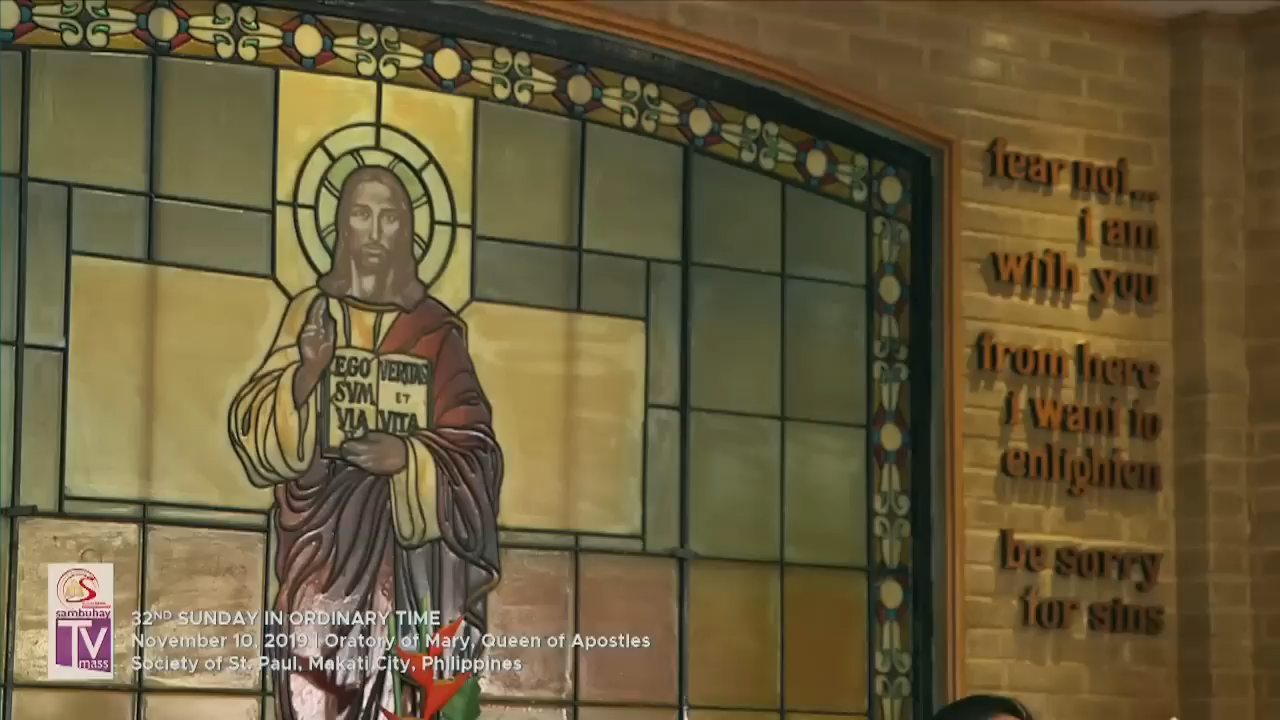 EGO
SVM
VIA
VERITAS
ET
VITA
fear not...
i am
with you
from here
i want to
enlighten
be sorry
for sins
sambuhay
TV
mass
32ND SUNDAY IN ORDINARY TIME
November 10, 2019 | Oratory of Mary, Queen of Apostles
Society of St. Paul, Makati City, Philippines